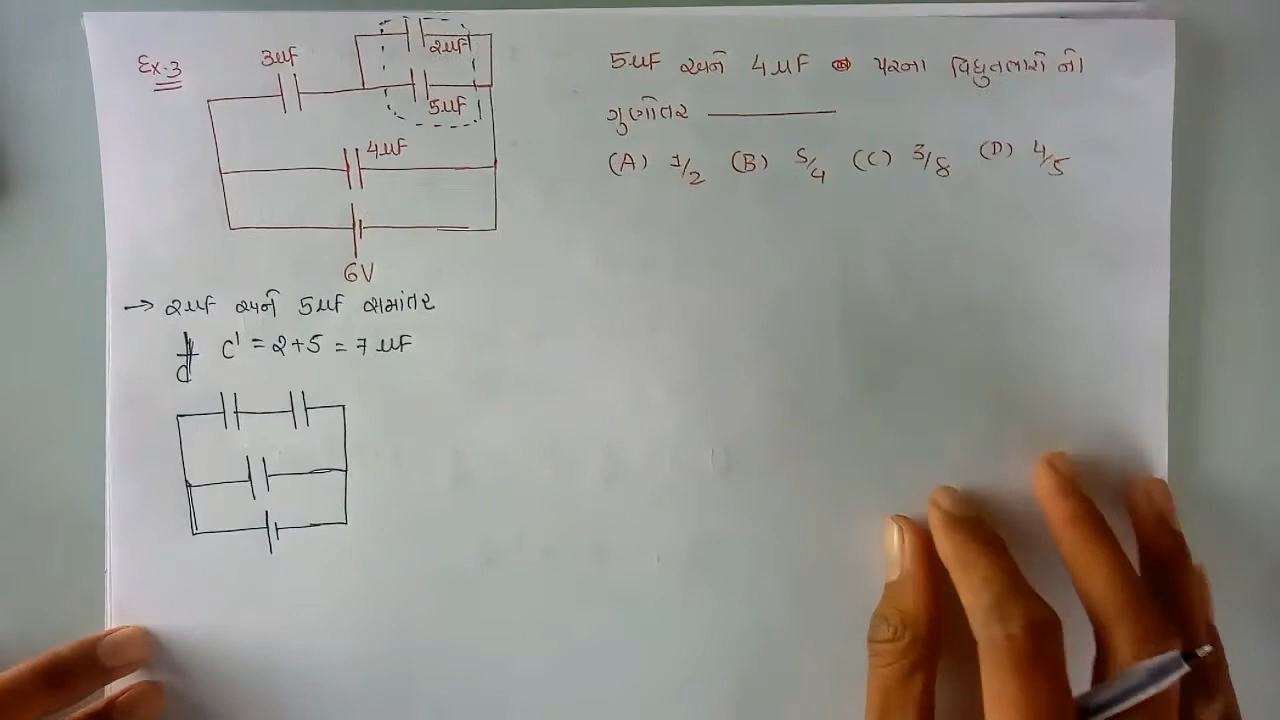 Ex-3
3μF
2μF
5μF
4μF
6V
5μF અને 4μF પરના વિદ્યુતભારો નો
ગુણોતર ________
(A) 1/2 (B) 5/4 (C) 3/8 (D) 4/5
→ 2μF અને 5μF સમાંતર
C' = 2+5 = 7 μF